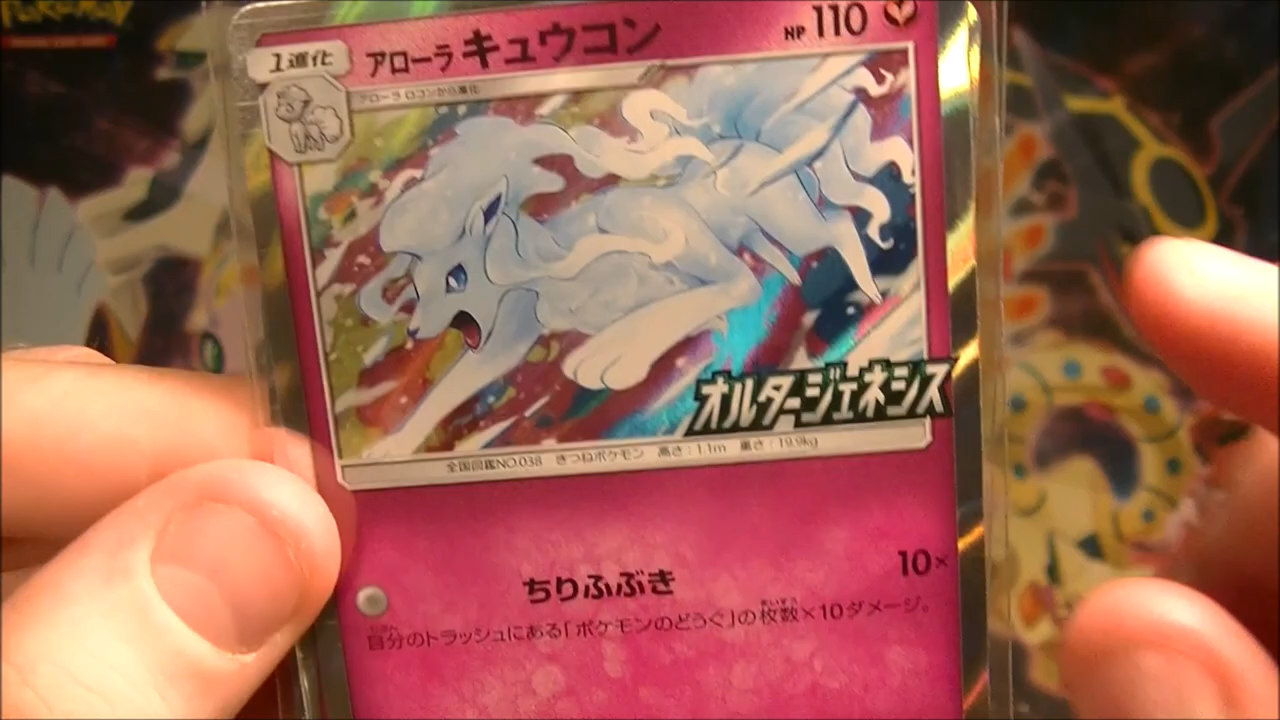 Pokémon
1進化
アローラ キュウコン
HP 110
アローラ ロコンから進化
オルタージェネシス
全国図鑑NO.038 きつねポケモン 高さ:1.1m 重さ:19.9kg
ちりふぶき 10×
自分のトラッシュにある「ポケモンのどうぐ」の枚数×10ダメージ。